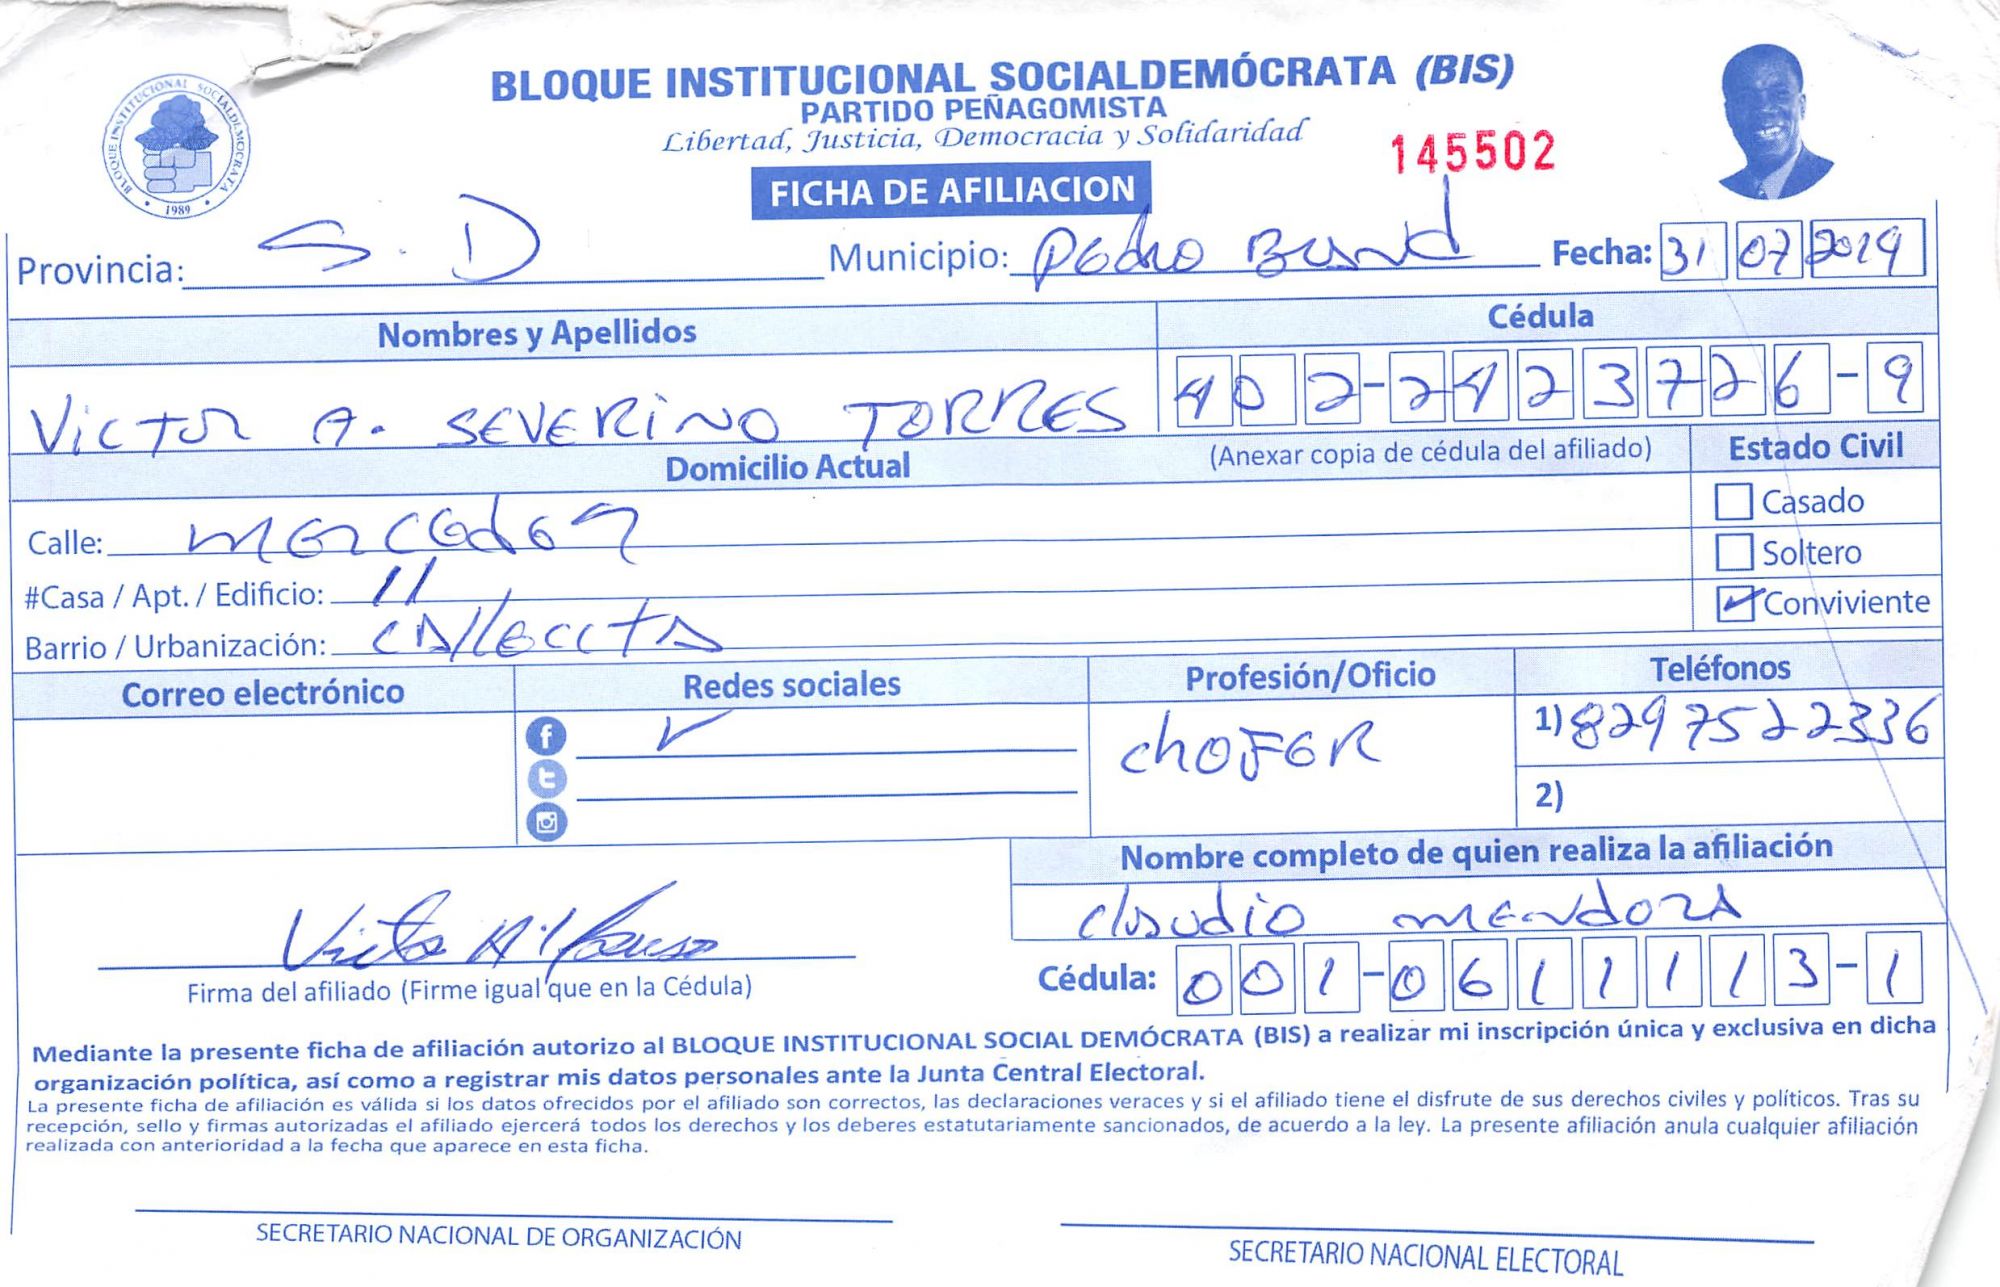 BLOQUE INSTITUCIONAL SOCIALDEMÓCRATA (BIS)
PARTIDO PEÑAGOMISTA
Libertad, Justicia, Democracia y Solidaridad
145502
BLOQUE INSTITUCIONAL SOCIALDEMOCRATA
1989
FICHA DE AFILIACION
Provincia: S. D Municipio: Pedro Brand Fecha: 31 07 2019
Nombres y Apellidos Cédula
Victor A. SEVERINO TORRES 402-2423726-9
Domicilio Actual (Anexar copia de cédula del afiliado) Estado Civil
Calle: Mercedes Casado
Soltero
#Casa / Apt. / Edificio: 11 Conviviente
Barrio / Urbanización:
Correo electrónico Redes sociales Profesión/Oficio Teléfonos
chOFER 1) 829 7522336
2)
Nombre completo de quien realiza la afiliación
Claudio Mendoza
Victor Alfonso
Firma del afiliado (Firme igual que en la Cédula) Cédula: 001-0611113-1
Mediante la presente ficha de afiliación autorizo al BLOQUE INSTITUCIONAL SOCIAL DEMÓCRATA (BIS) a realizar mi inscripción única y exclusiva en dicha
organización política, así como a registrar mis datos personales ante la Junta Central Electoral.
La presente ficha de afiliación es válida si los datos ofrecidos por el afiliado son correctos, las declaraciones veraces y si el afiliado tiene el disfrute de sus derechos civiles y políticos. Tras su
recepción, sello y firmas autorizadas el afiliado ejercerá todos los derechos y los deberes estatutariamente sancionados, de acuerdo a la ley. La presente afiliación anula cualquier afiliación
realizada con anterioridad a la fecha que aparece en esta ficha.
SECRETARIO NACIONAL DE ORGANIZACIÓN SECRETARIO NACIONAL ELECTORAL